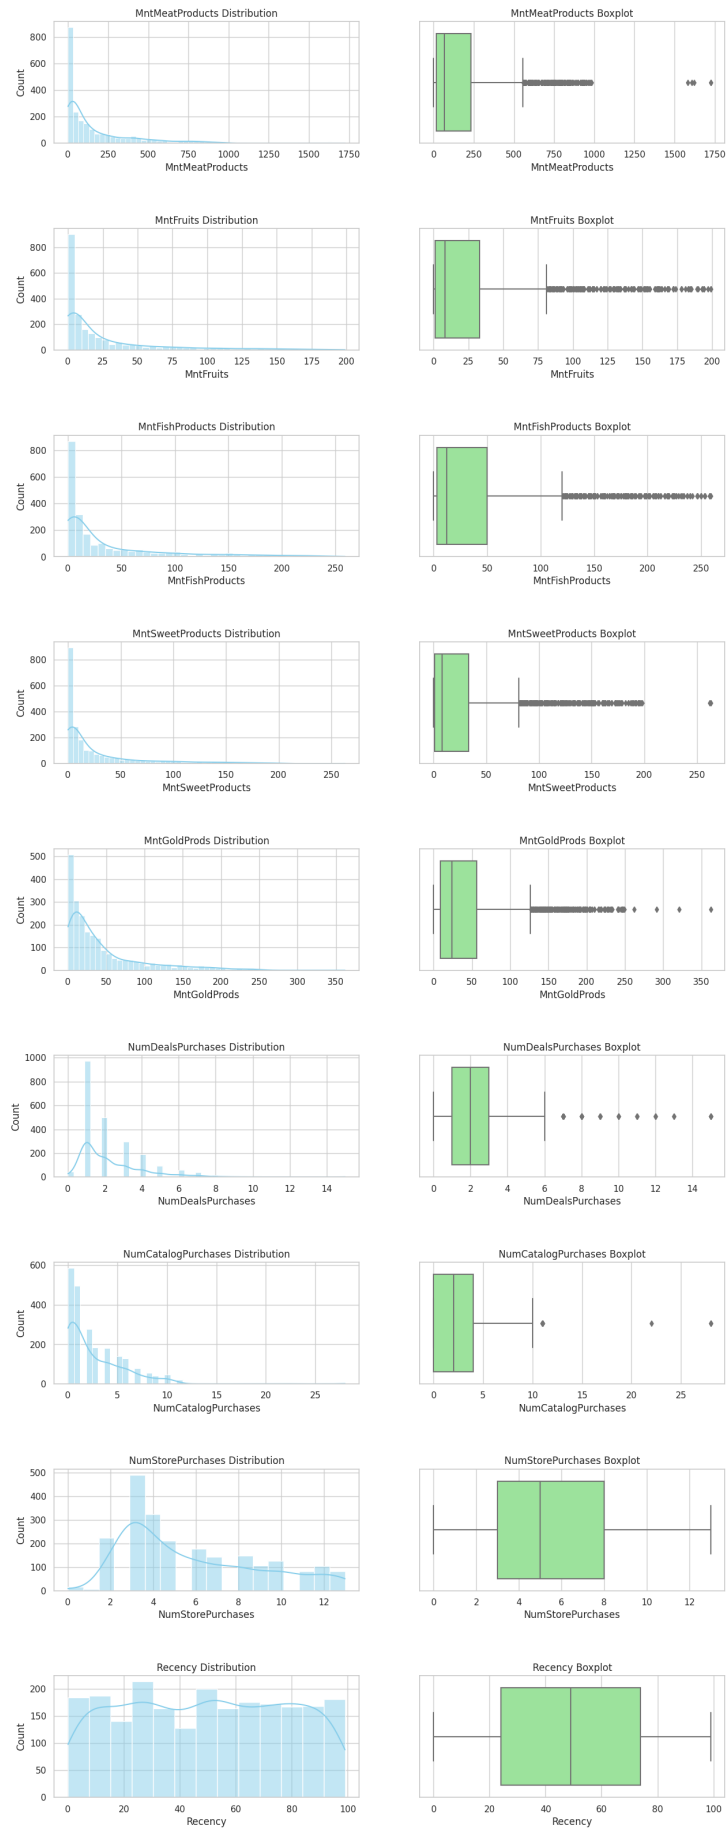 MntMeatProducts Distribution
MntMeatProducts Boxplot
Count
800
600
400
200
0
0 250 500 750 1000 1250 1500 1750
0 250 500 750 1000 1250 1500 1750
MntMeatProducts
MntMeatProducts
MntFruits Distribution
MntFruits Boxplot
Count
800
600
400
200
0
0 25 50 75 100 125 150 175 200
0 25 50 75 100 125 150 175 200
MntFruits
MntFruits
MntFishProducts Distribution
MntFishProducts Boxplot
Count
800
600
400
200
0
0 50 100 150 200 250
0 50 100 150 200 250
MntFishProducts
MntFishProducts
MntSweetProducts Distribution
MntSweetProducts Boxplot
Count
800
600
400
200
0
0 50 100 150 200 250
0 50 100 150 200 250
MntSweetProducts
MntSweetProducts
MntGoldProds Distribution
MntGoldProds Boxplot
Count
500
400
300
200
100
0
0 50 100 150 200 250 300 350
0 50 100 150 200 250 300 350
MntGoldProds
MntGoldProds
NumDealsPurchases Distribution
NumDealsPurchases Boxplot
Count
1000
800
600
400
200
0
0 2 4 6 8 10 12 14
0 2 4 6 8 10 12 14
NumDealsPurchases
NumDealsPurchases
NumCatalogPurchases Distribution
NumCatalogPurchases Boxplot
Count
600
400
200
0
0 5 10 15 20 25
0 5 10 15 20 25
NumCatalogPurchases
NumCatalogPurchases
NumStorePurchases Distribution
NumStorePurchases Boxplot
Count
500
400
300
200
100
0
0 2 4 6 8 10 12
0 2 4 6 8 10 12
NumStorePurchases
NumStorePurchases
Recency Distribution
Recency Boxplot
Count
200
150
100
50
0
0 20 40 60 80 100
0 20 40 60 80 100
Recency
Recency